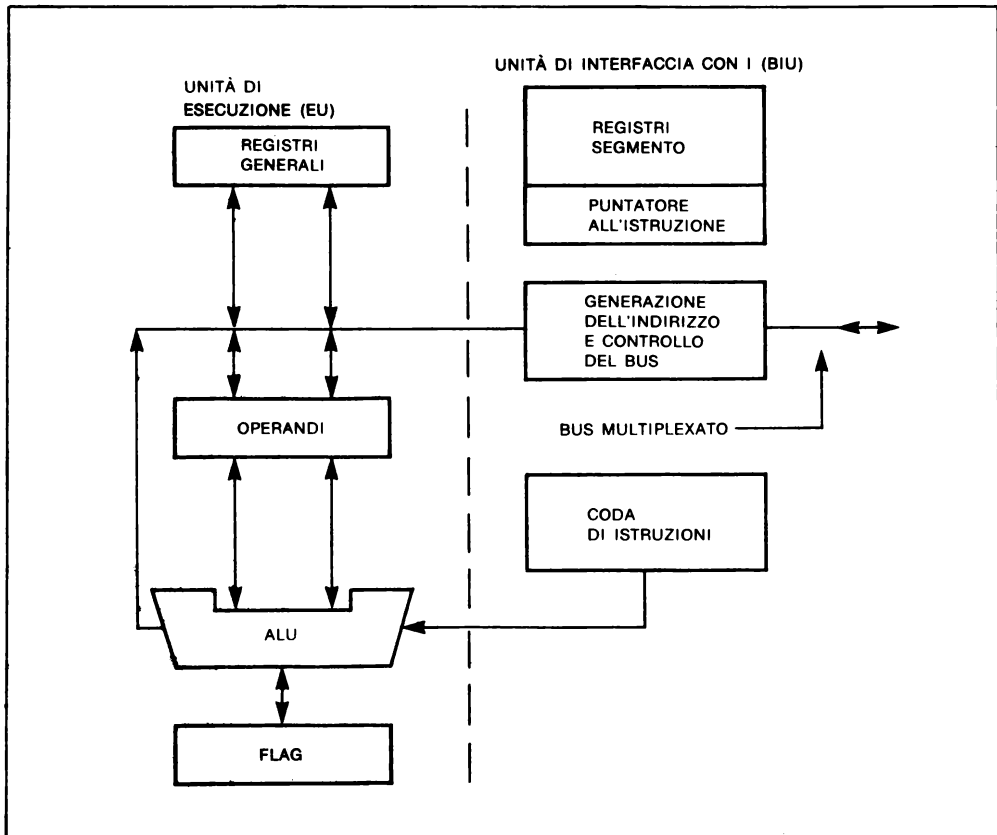 UNITÀ DI
ESECUZIONE (EU)
REGISTRI
GENERALI
OPERANDI
ALU
FLAG
UNITÀ DI INTERFACCIA CON I (BIU)
REGISTRI
SEGMENTO
PUNTATORE
ALL'ISTRUZIONE
GENERAZIONE
DELL'INDIRIZZO
E CONTROLLO
DEL BUS
BUS MULTIPLEXATO
CODA
DI ISTRUZIONI